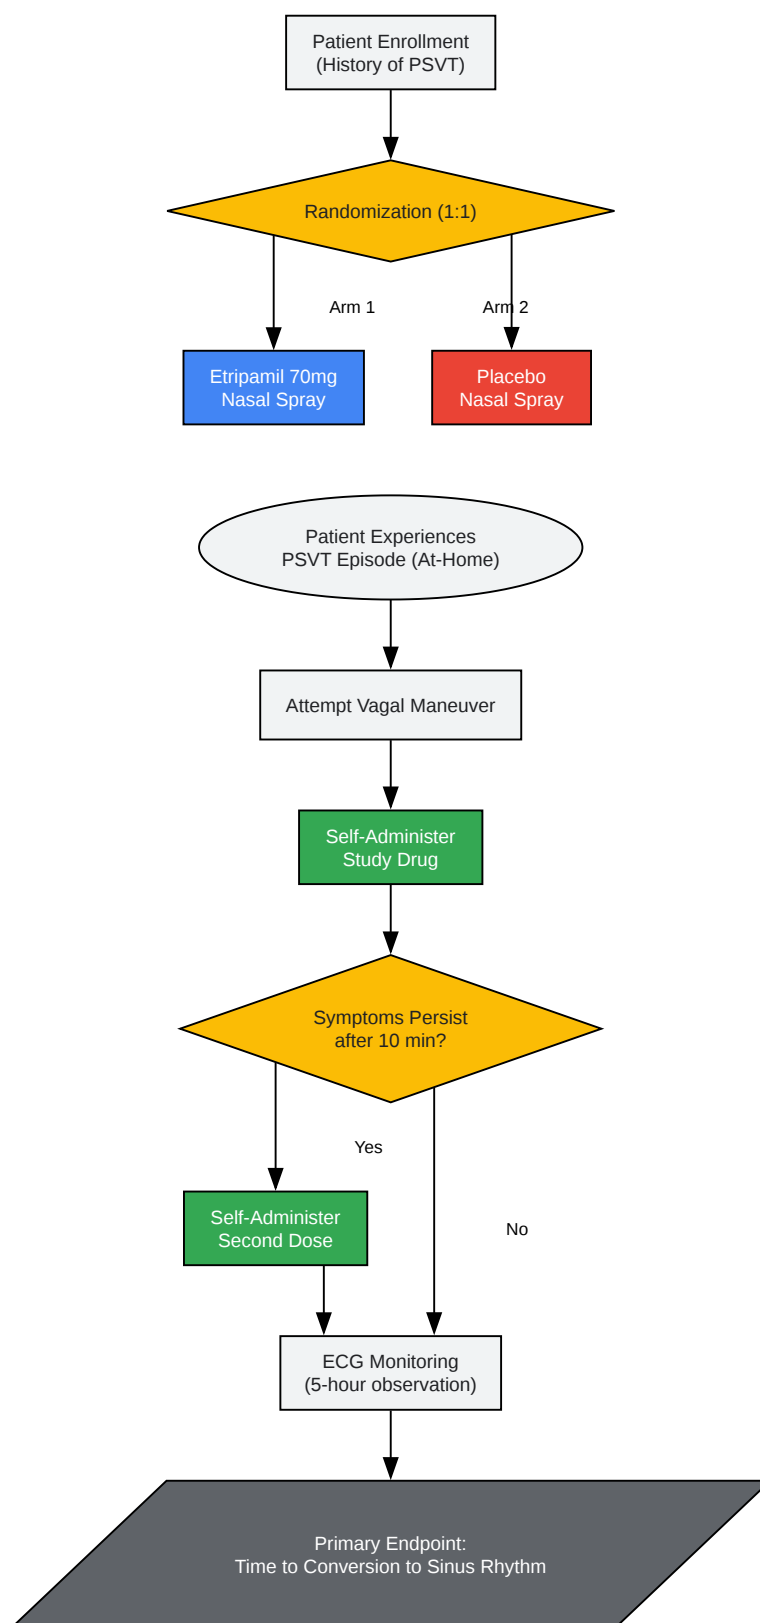 Patient Enrollment
(History of PSVT)
Randomization (1:1)
Arm 1
Arm 2
Etripamil 70mg
Nasal Spray
Placebo
Nasal Spray
Patient Experiences
PSVT Episode (At-Home)
Attempt Vagal Maneuver
Self-Administer
Study Drug
Symptoms Persist
after 10 min?
Yes
Self-Administer
Second Dose
No
ECG Monitoring
(5-hour observation)
Primary Endpoint:
Time to Conversion to Sinus Rhythm